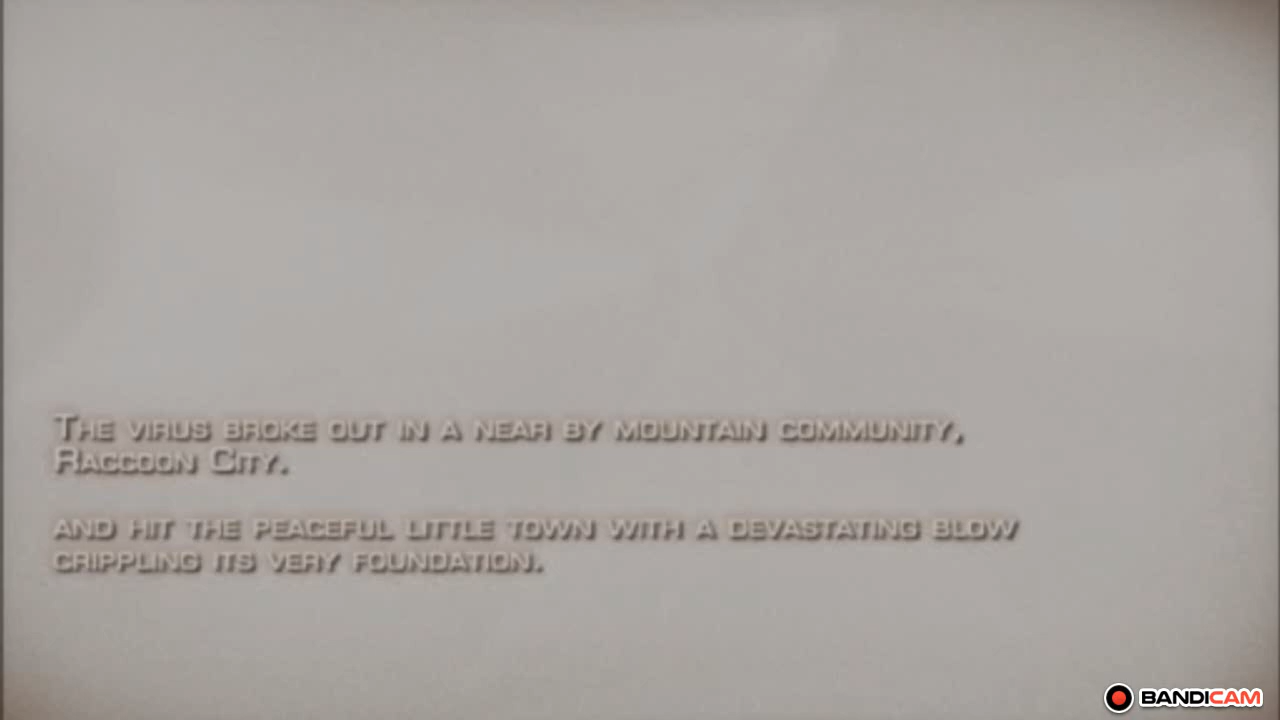 The virus broke out in a near by mountain community,
Raccoon City.
and hit the peaceful little town with a devastating blow
crippling its very foundation.
BANDICAM